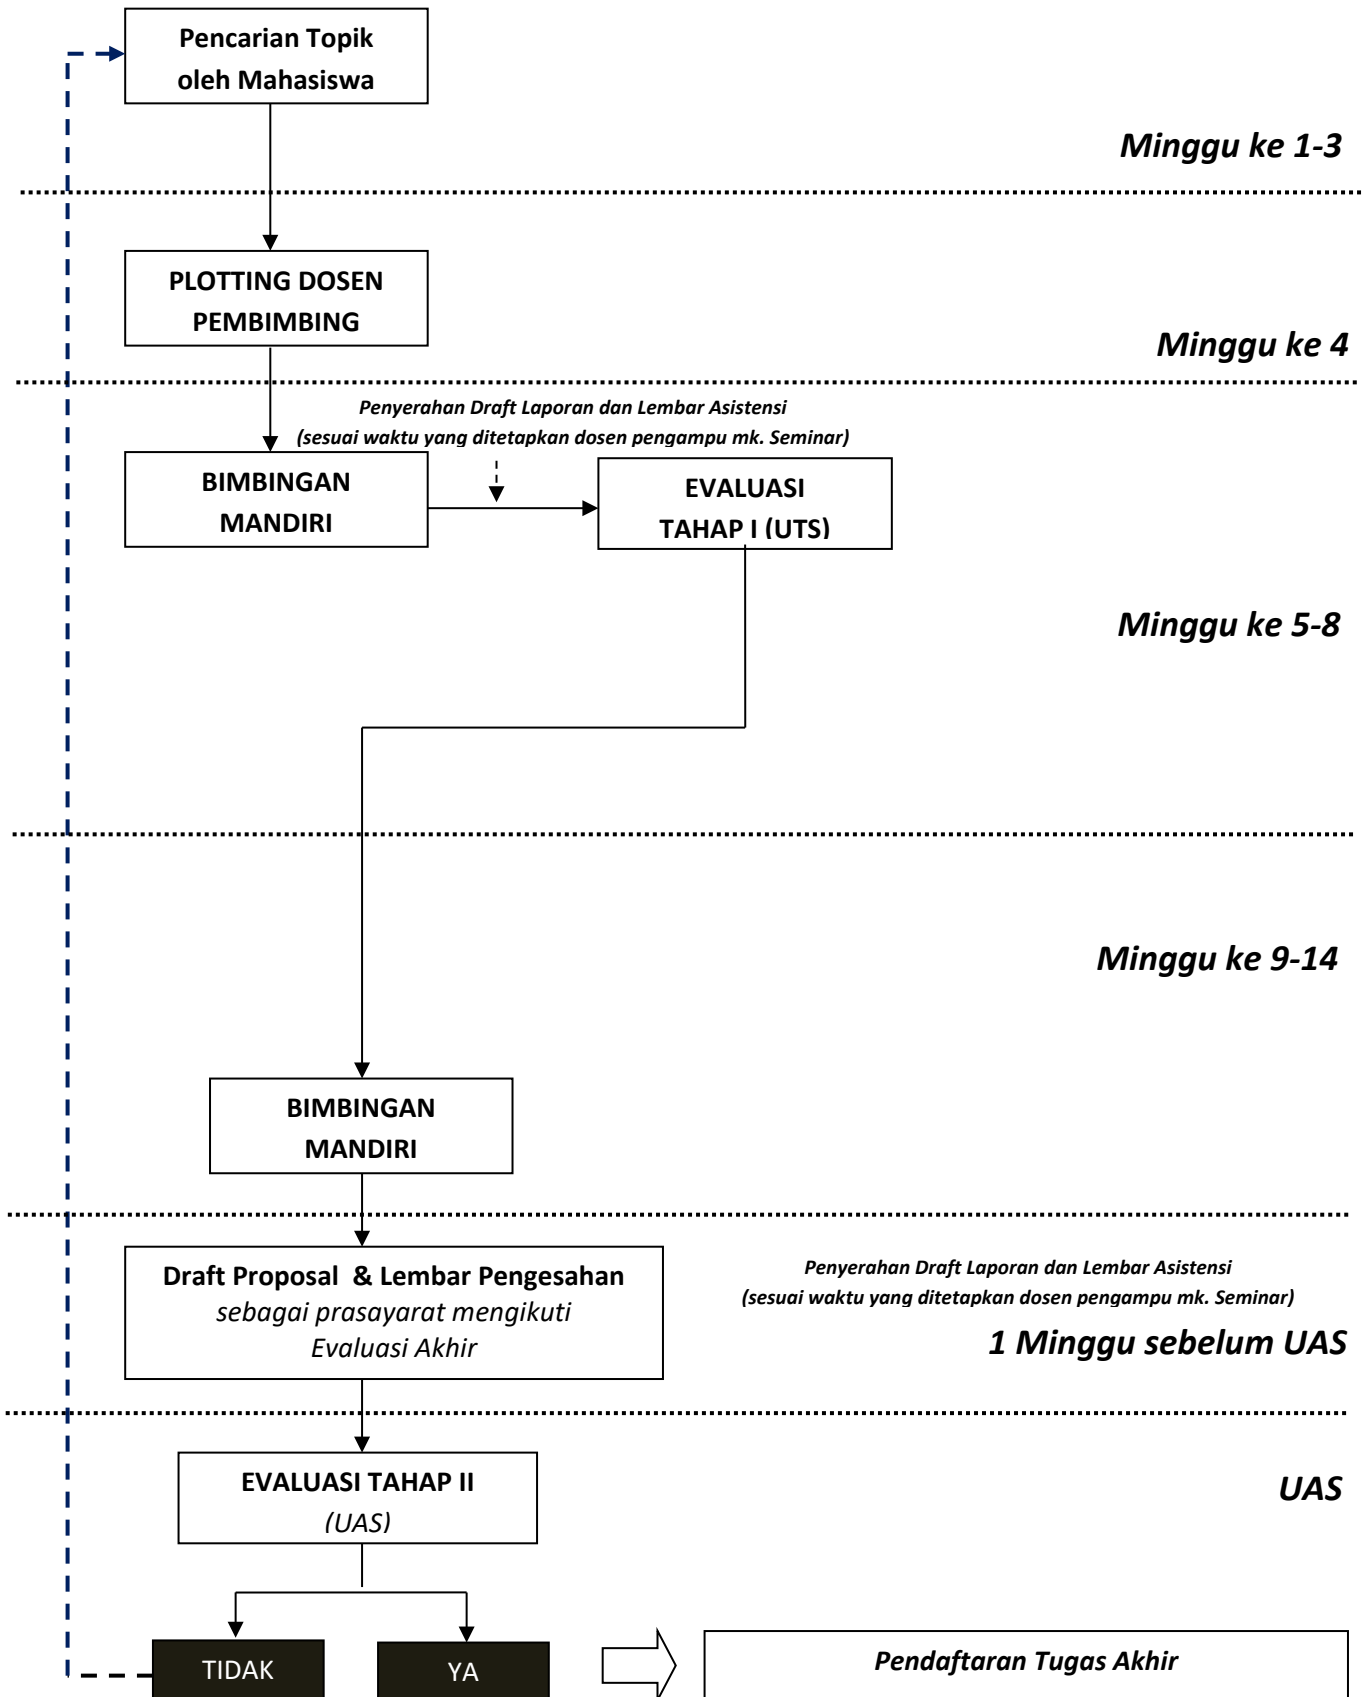 Pencarian Topik
oleh Mahasiswa
Minggu ke 1-3
PLOTTING DOSEN
PEMBIMBING
Minggu ke 4
Penyerahan Draft Laporan dan Lembar Asistensi
(sesuai waktu yang ditetapkan dosen pengampu mk. Seminar)
BIMBINGAN
MANDIRI
EVALUASI
TAHAP I (UTS)
Minggu ke 5-8
Minggu ke 9-14
BIMBINGAN
MANDIRI
Draft Proposal & Lembar Pengesahan
sebagai prasayarat mengikuti
Evaluasi Akhir
Penyerahan Draft Laporan dan Lembar Asistensi
(sesuai waktu yang ditetapkan dosen pengampu mk. Seminar)
1 Minggu sebelum UAS
EVALUASI TAHAP II
(UAS)
UAS
TIDAK
YA
Pendaftaran Tugas Akhir